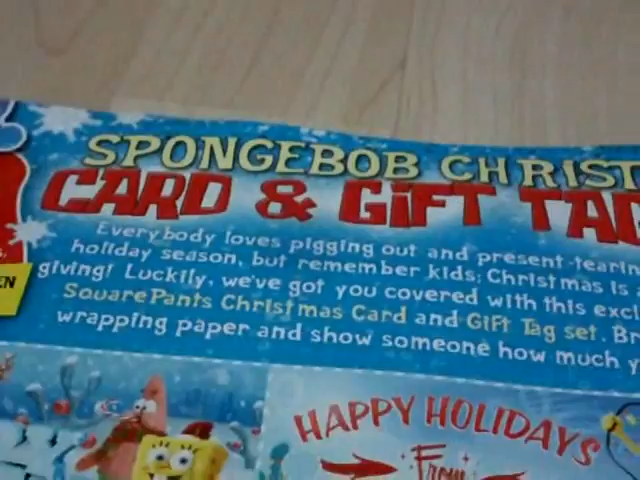 SPONGEBOB CHRIST
CARD & GiFT TAG
Everybody loves pigging out and present-tearin
holiday season, but remember kids; Christmas is
giving! Luckily, we've got you covered with this excl
SquarePants Christmas Card and Gift Tag set. Br
wrapping paper and show someone how much y
EN
HAPPY HOLIDAYS
From